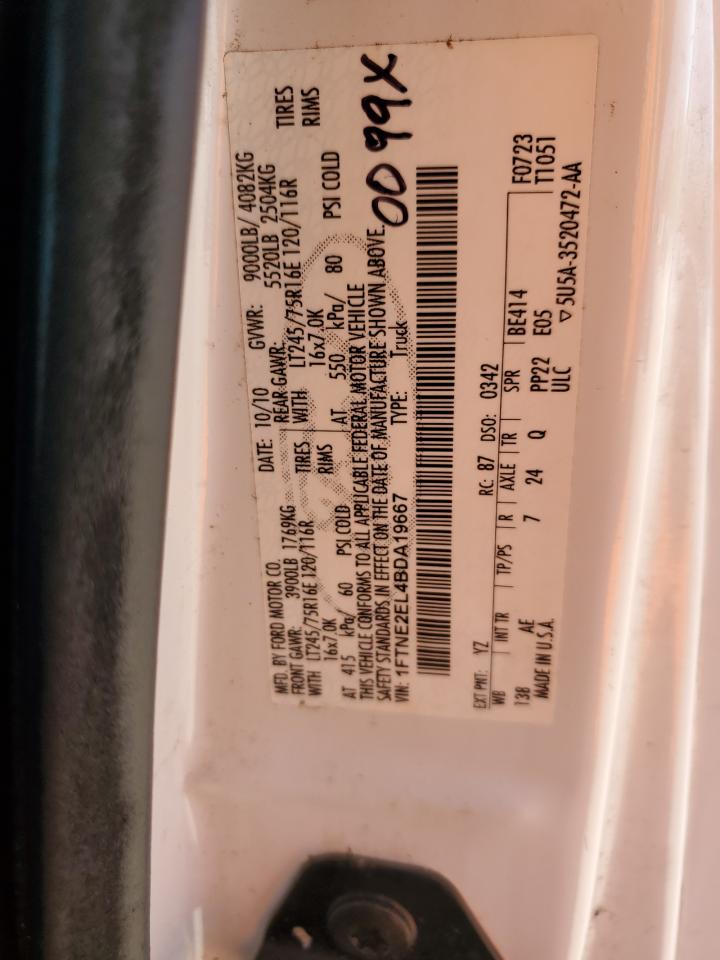 MFD. BY FORD MOTOR CO. DATE: 10/10 GVWR: 9000LB/ 4082KG
FRONT GAWR: 3900LB 1769KG REAR GAWR: 5520LB 2504KG
WITH LT245/75R16E 120/116R TIRES WITH LT245/75R16E 120/116R TIRES
16x7.0K RIMS 16x7.0K RIMS
AT 415 kPa/ 60 PSI COLD AT 550 kPa/ 80 PSI COLD
THIS VEHICLE CONFORMS TO ALL APPLICABLE FEDERAL MOTOR VEHICLE
SAFETY STANDARDS IN EFFECT ON THE DATE OF MANUFACTURE SHOWN ABOVE.
VIN: 1FTNE2EL4BDA19667 TYPE: Truck
0099X
EXT PNT: YZ RC: 87 DSO: 0342
WB INT TR TP/PS R AXLE TR SPR BE414 F0723
138 AE 7 24 Q PP22 E05 T1051
MADE IN U.S.A. ULC ▽5U5A-3520472-AA